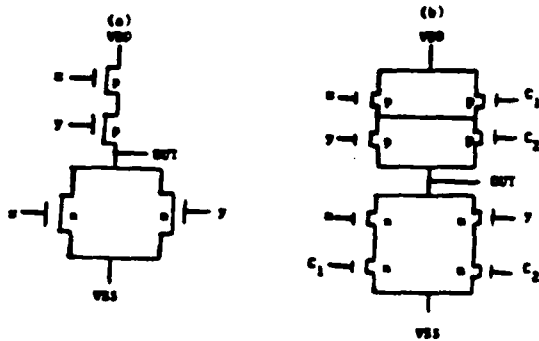 (a) (b)
VDD VDD
x p x p p C₁
y p y p p C₂
OUT OUT
x n n y x n n y
C₁ n n C₂
VSS VSS